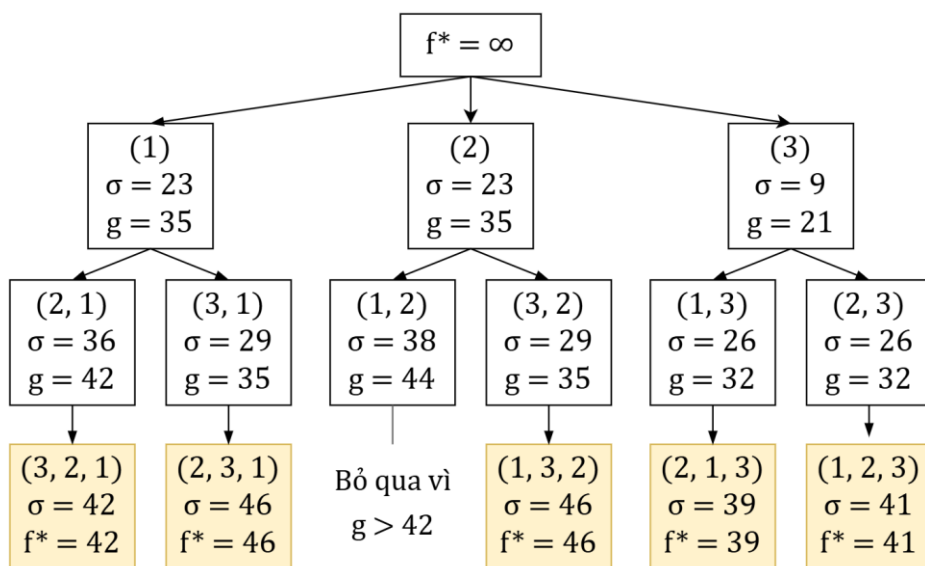 f* = ∞
(1)
σ = 23
g = 35
(2)
σ = 23
g = 35
(3)
σ = 9
g = 21
(2, 1)
σ = 36
g = 42
(3, 1)
σ = 29
g = 35
(1, 2)
σ = 38
g = 44
(3, 2)
σ = 29
g = 35
(1, 3)
σ = 26
g = 32
(2, 3)
σ = 26
g = 32
(3, 2, 1)
σ = 42
f* = 42
(2, 3, 1)
σ = 46
f* = 46
Bỏ qua vì
g > 42
(1, 3, 2)
σ = 46
f* = 46
(2, 1, 3)
σ = 39
f* = 39
(1, 2, 3)
σ = 41
f* = 41